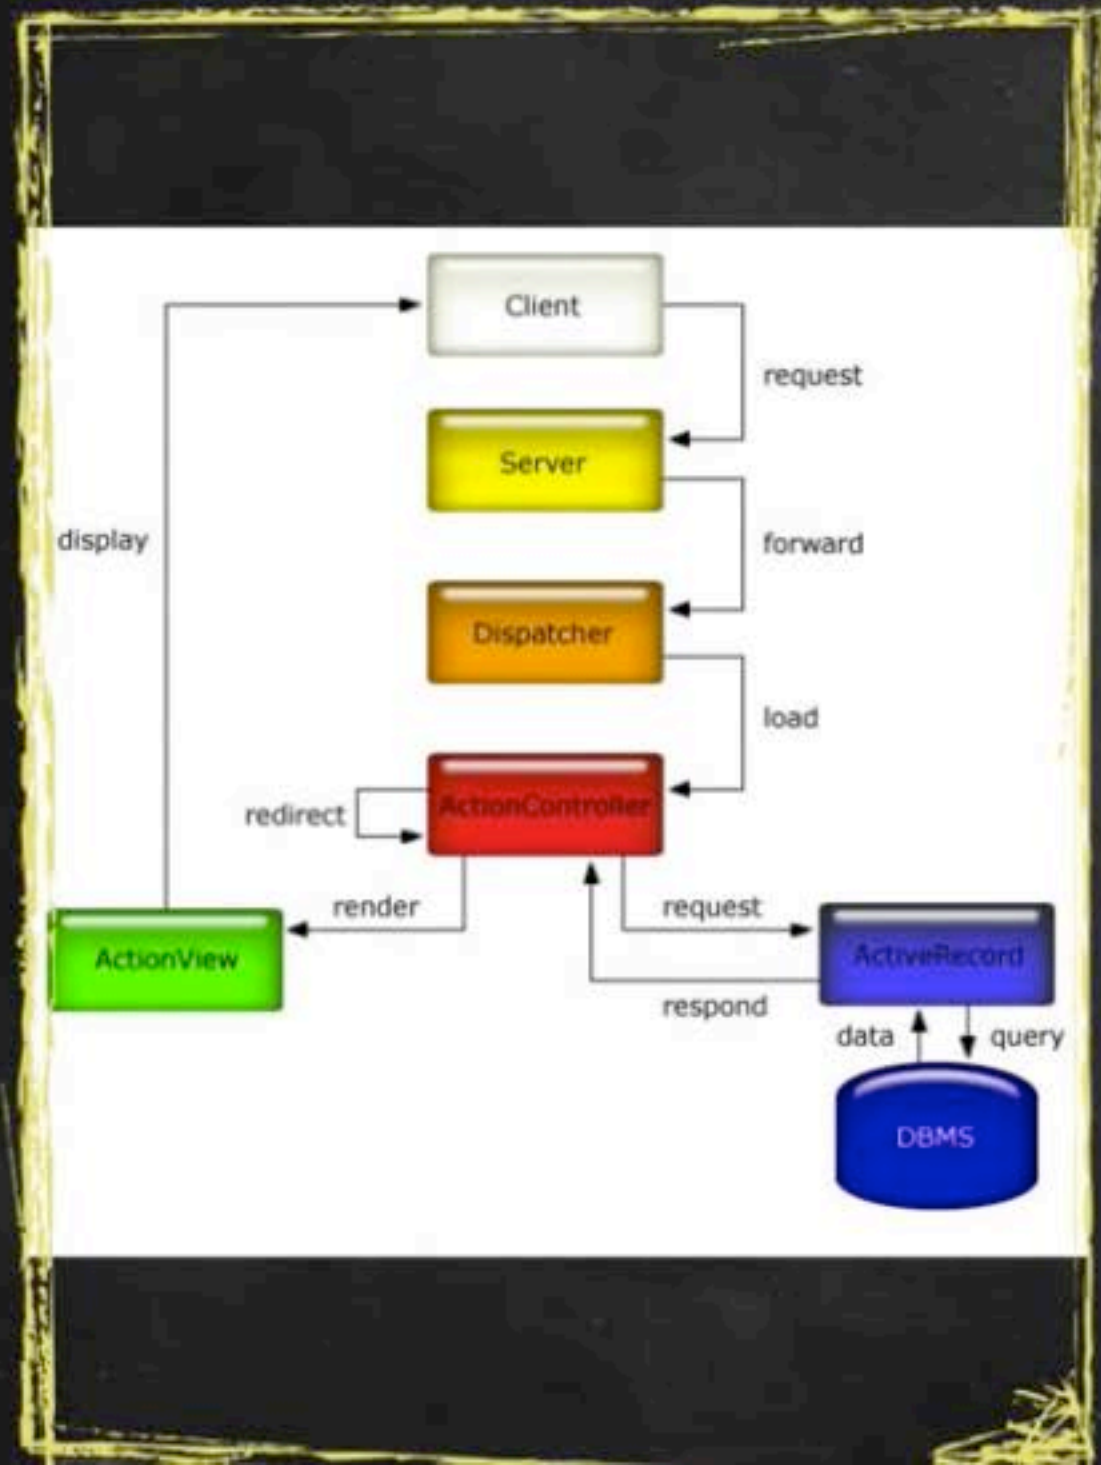 Client
request
Server
display
forward
Dispatcher
load
ActionController
redirect
render
request
ActionView
ActiveRecord
respond
data
query
DBMS